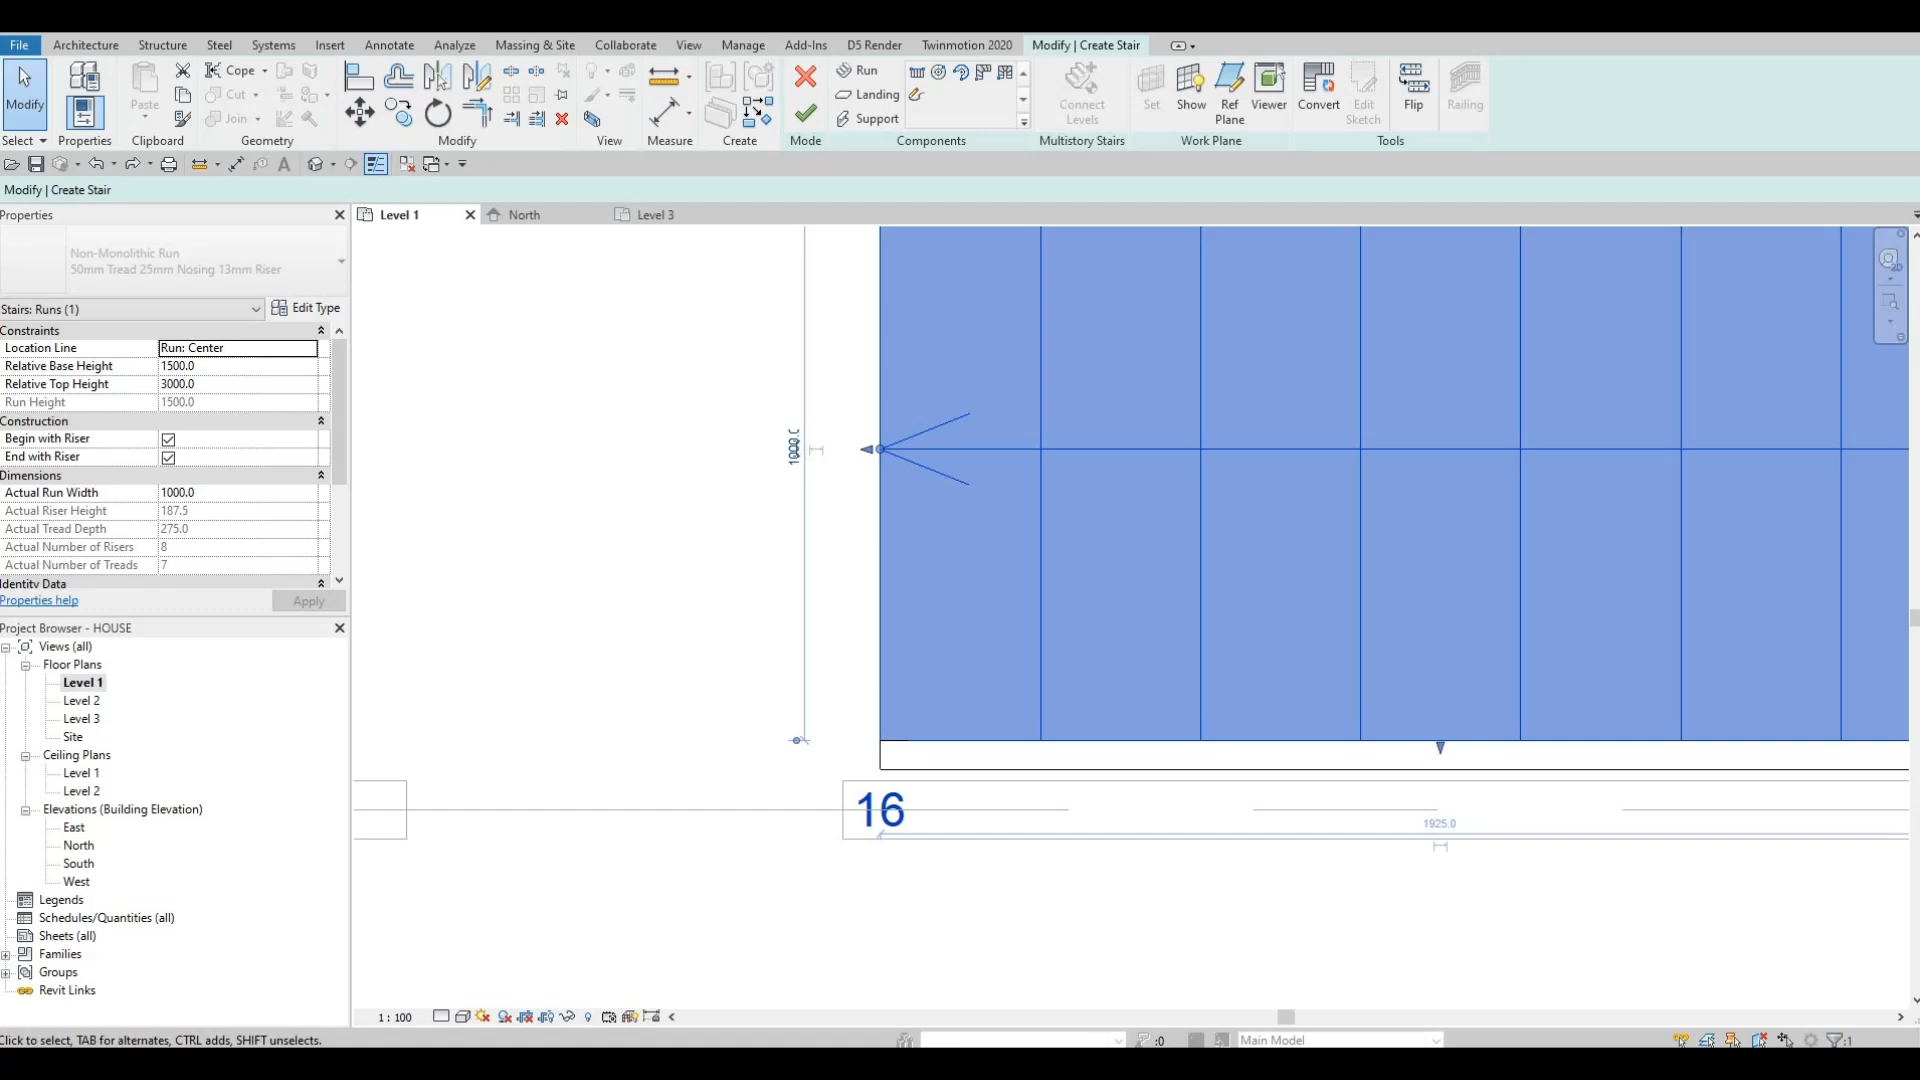 File Architecture Structure Steel Systems Insert Annotate Analyze Massing & Site Collaborate View Manage Add-Ins D5 Render Twinmotion 2020 Modify | Create Stair
Modify
Paste
Cope
Cut
Join
Run
Landing
Support
Connect Levels
Set
Show
Ref Plane
Viewer
Convert
Edit Sketch
Flip
Railing
Select Properties Clipboard Geometry Modify View Measure Create Mode Components Multistory Stairs Work Plane Tools
Modify | Create Stair
Properties
Level 1 North Level 3
Non-Monolithic Run
50mm Tread 25mm Nosing 13mm Riser
Stairs: Runs (1) Edit Type
Constraints
Location Line Run: Center
Relative Base Height 1500.0
Relative Top Height 3000.0
Run Height 1500.0
Construction
Begin with Riser
End with Riser
Dimensions
Actual Run Width 1000.0
Actual Riser Height 187.5
Actual Tread Depth 275.0
Actual Number of Risers 8
Actual Number of Treads 7
Identity Data
Properties help Apply
Project Browser - HOUSE
Views (all)
Floor Plans
Level 1
Level 2
Level 3
Site
Ceiling Plans
Level 1
Level 2
Elevations (Building Elevation)
East
North
South
West
Legends
Schedules/Quantities (all)
Sheets (all)
Families
Groups
Revit Links
2D
16
1925.0
1 : 100
Click to select, TAB for alternates, CTRL adds, SHIFT unselects.
:0
Main Model
:1